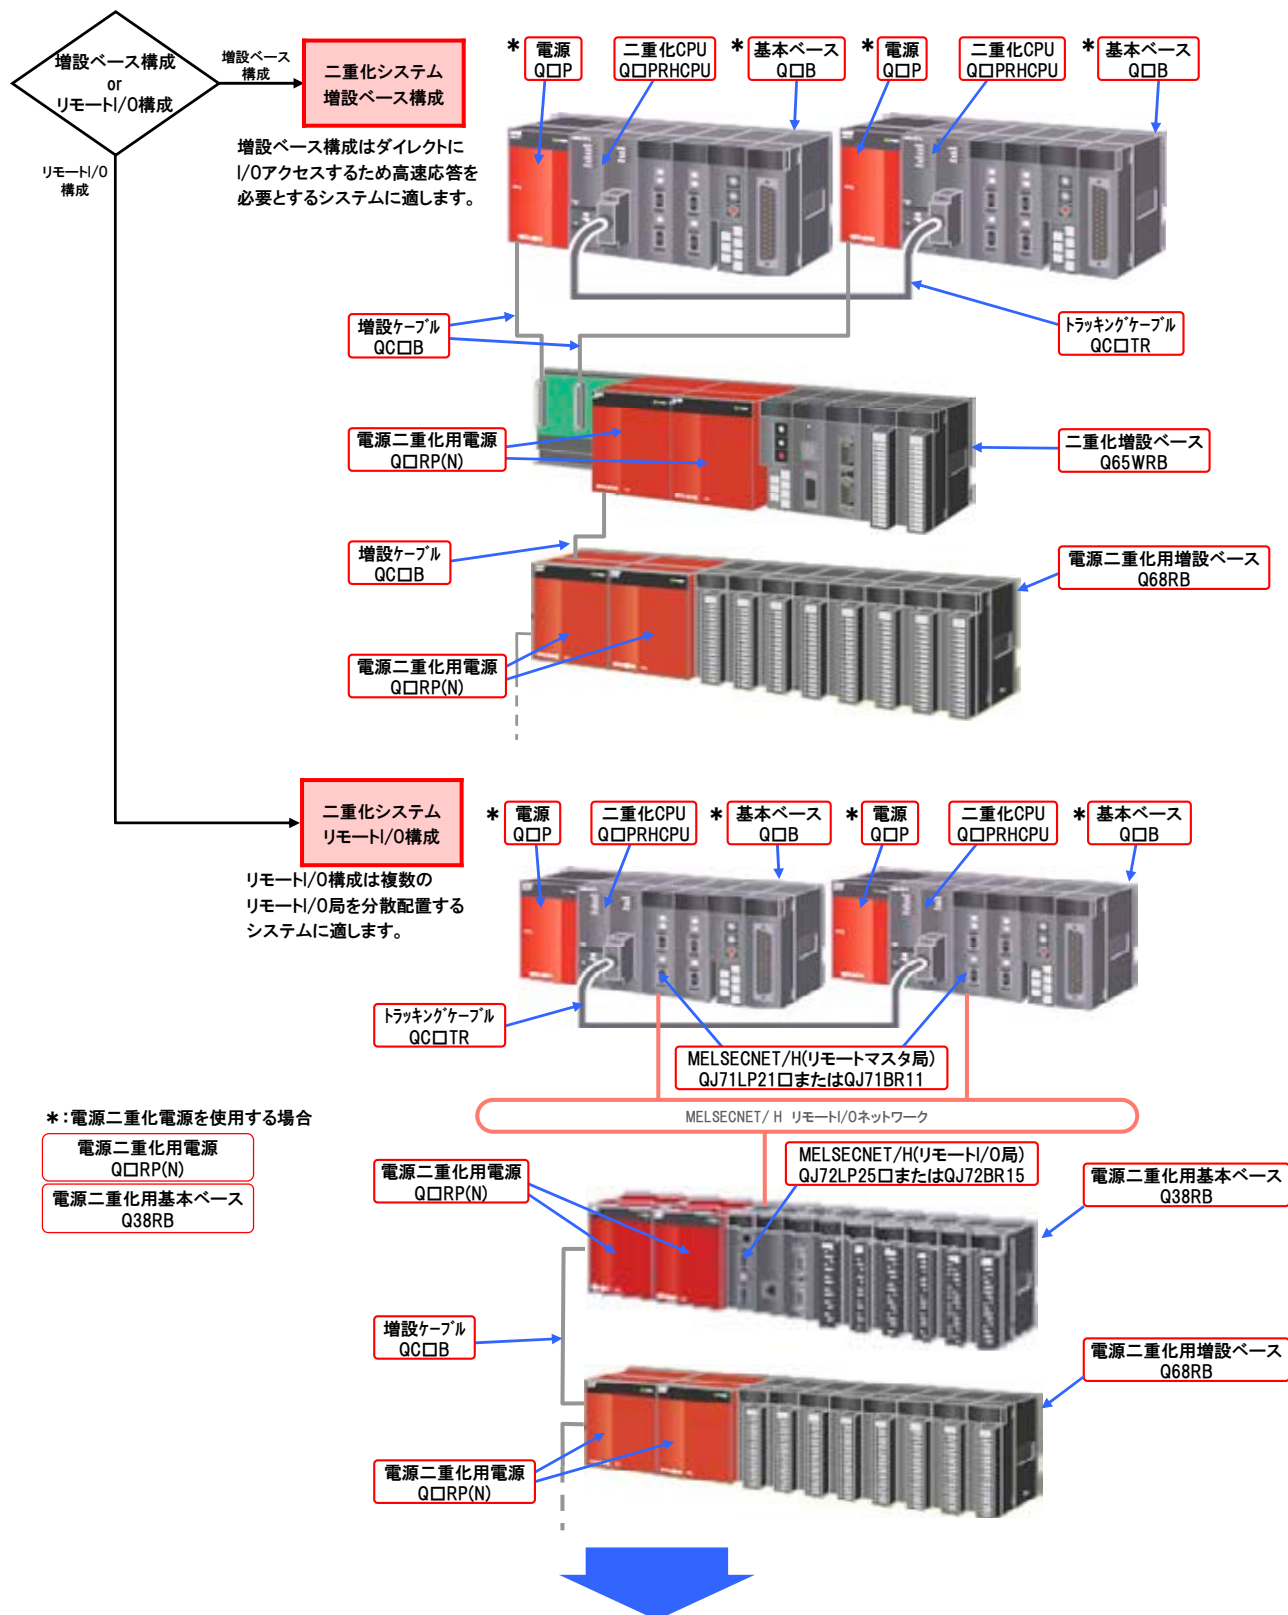 増設ベース構成
or
リモートI/O構成
増設ベース
構成
二重化システム
増設ベース構成
増設ベース構成はダイレクトに
I/Oアクセスするため高速応答を
必要とするシステムに適します。
リモートI/O
構成
* 電源
Q□P
二重化CPU
Q□PRHCPU
* 基本ベース
Q□B
* 電源
Q□P
二重化CPU
Q□PRHCPU
* 基本ベース
Q□B
増設ケーブル
QC□B
トラッキングケーブル
QC□TR
電源二重化用電源
Q□RP(N)
二重化増設ベース
Q65WRB
増設ケーブル
QC□B
電源二重化用増設ベース
Q68RB
電源二重化用電源
Q□RP(N)
二重化システム
リモートI/O構成
リモートI/O構成は複数の
リモートI/O局を分散配置する
システムに適します。
* 電源
Q□P
二重化CPU
Q□PRHCPU
* 基本ベース
Q□B
* 電源
Q□P
二重化CPU
Q□PRHCPU
* 基本ベース
Q□B
トラッキングケーブル
QC□TR
MELSECNET/H(リモートマスタ局)
QJ71LP21□またはQJ71BR11
MELSECNET/H リモートI/Oネットワーク
*:電源二重化電源を使用する場合
電源二重化用電源
Q□RP(N)
電源二重化用基本ベース
Q38RB
電源二重化用電源
Q□RP(N)
MELSECNET/H(リモートI/O局)
QJ72LP25□またはQJ72BR15
電源二重化用基本ベース
Q38RB
増設ケーブル
QC□B
電源二重化用増設ベース
Q68RB
電源二重化用電源
Q□RP(N)